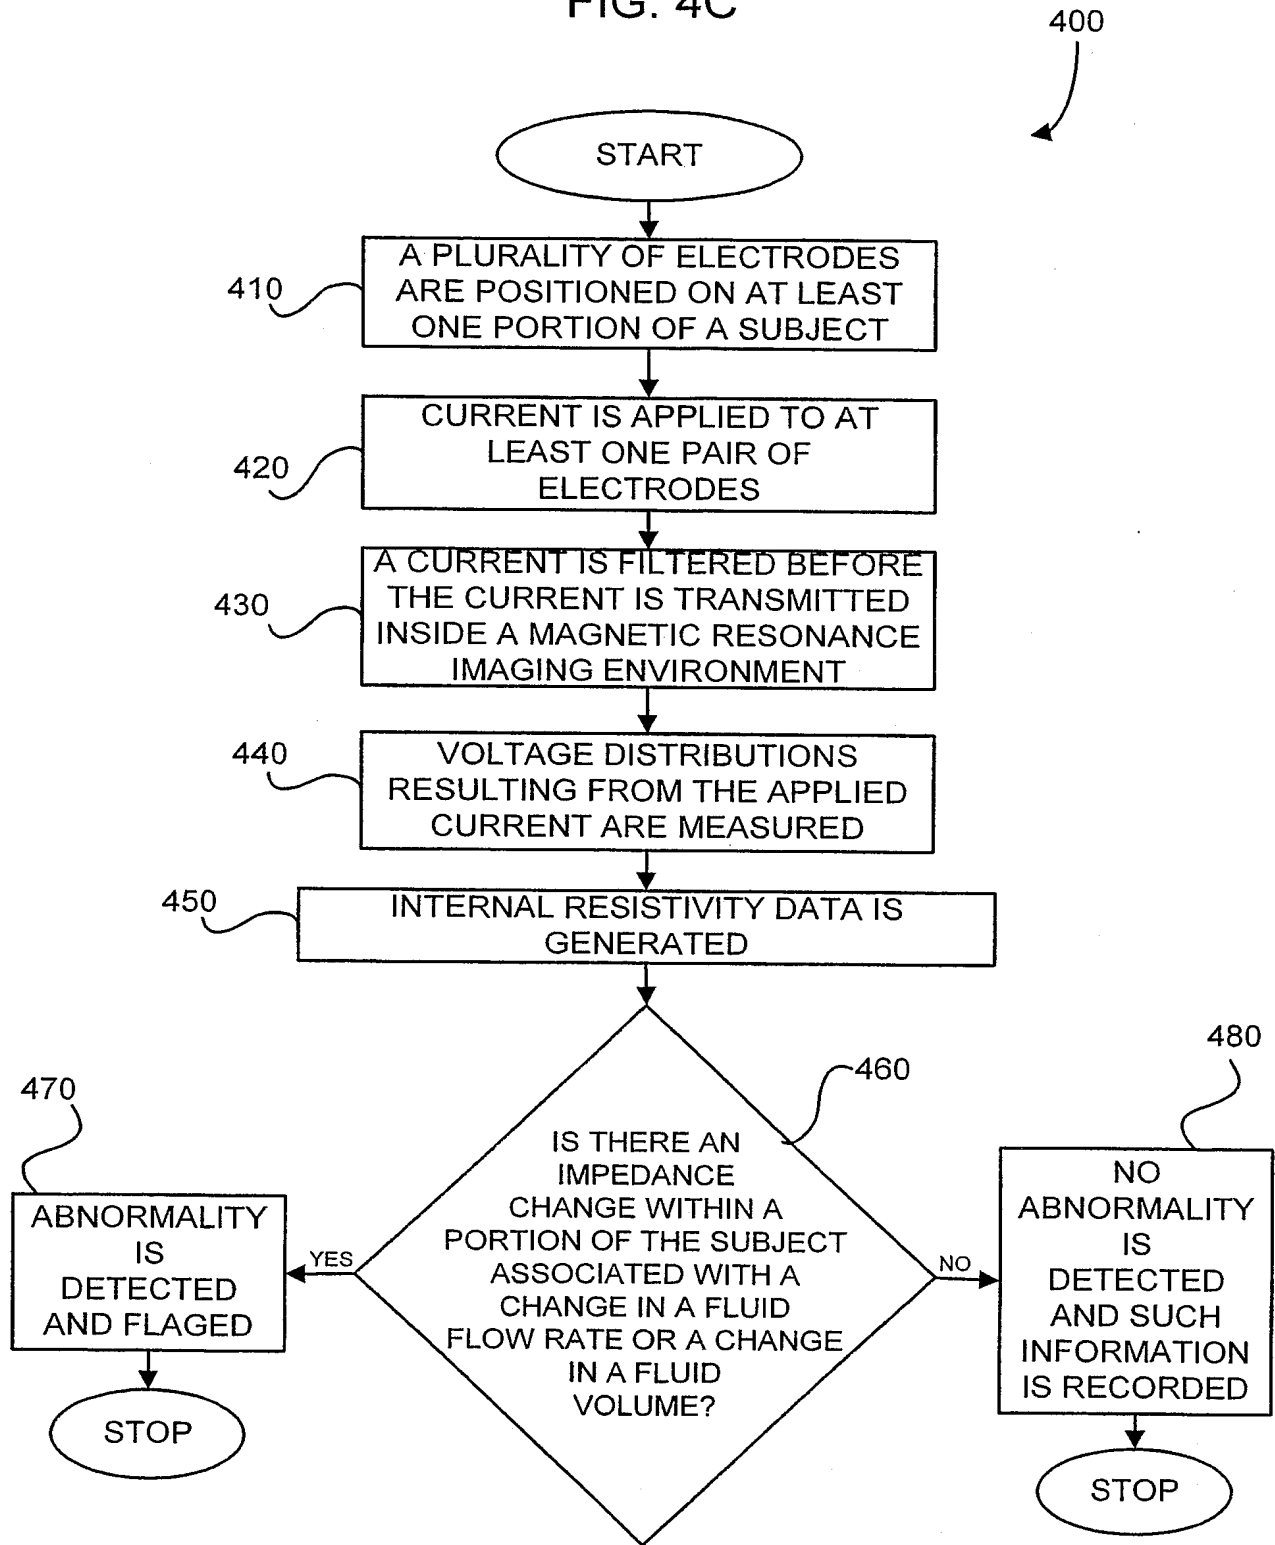 FIG. 4C
400
START
410
A PLURALITY OF ELECTRODES
ARE POSITIONED ON AT LEAST
ONE PORTION OF A SUBJECT
420
CURRENT IS APPLIED TO AT
LEAST ONE PAIR OF
ELECTRODES
430
A CURRENT IS FILTERED BEFORE
THE CURRENT IS TRANSMITTED
INSIDE A MAGNETIC RESONANCE
IMAGING ENVIRONMENT
440
VOLTAGE DISTRIBUTIONS
RESULTING FROM THE APPLIED
CURRENT ARE MEASURED
450
INTERNAL RESISTIVITY DATA IS
GENERATED
460
IS THERE AN
IMPEDANCE
CHANGE WITHIN A
PORTION OF THE SUBJECT
ASSOCIATED WITH A
CHANGE IN A FLUID
FLOW RATE OR A CHANGE
IN A FLUID
VOLUME?
YES
NO
470
ABNORMALITY
IS
DETECTED
AND FLAGED
STOP
480
NO
ABNORMALITY
IS
DETECTED
AND SUCH
INFORMATION
IS RECORDED
STOP